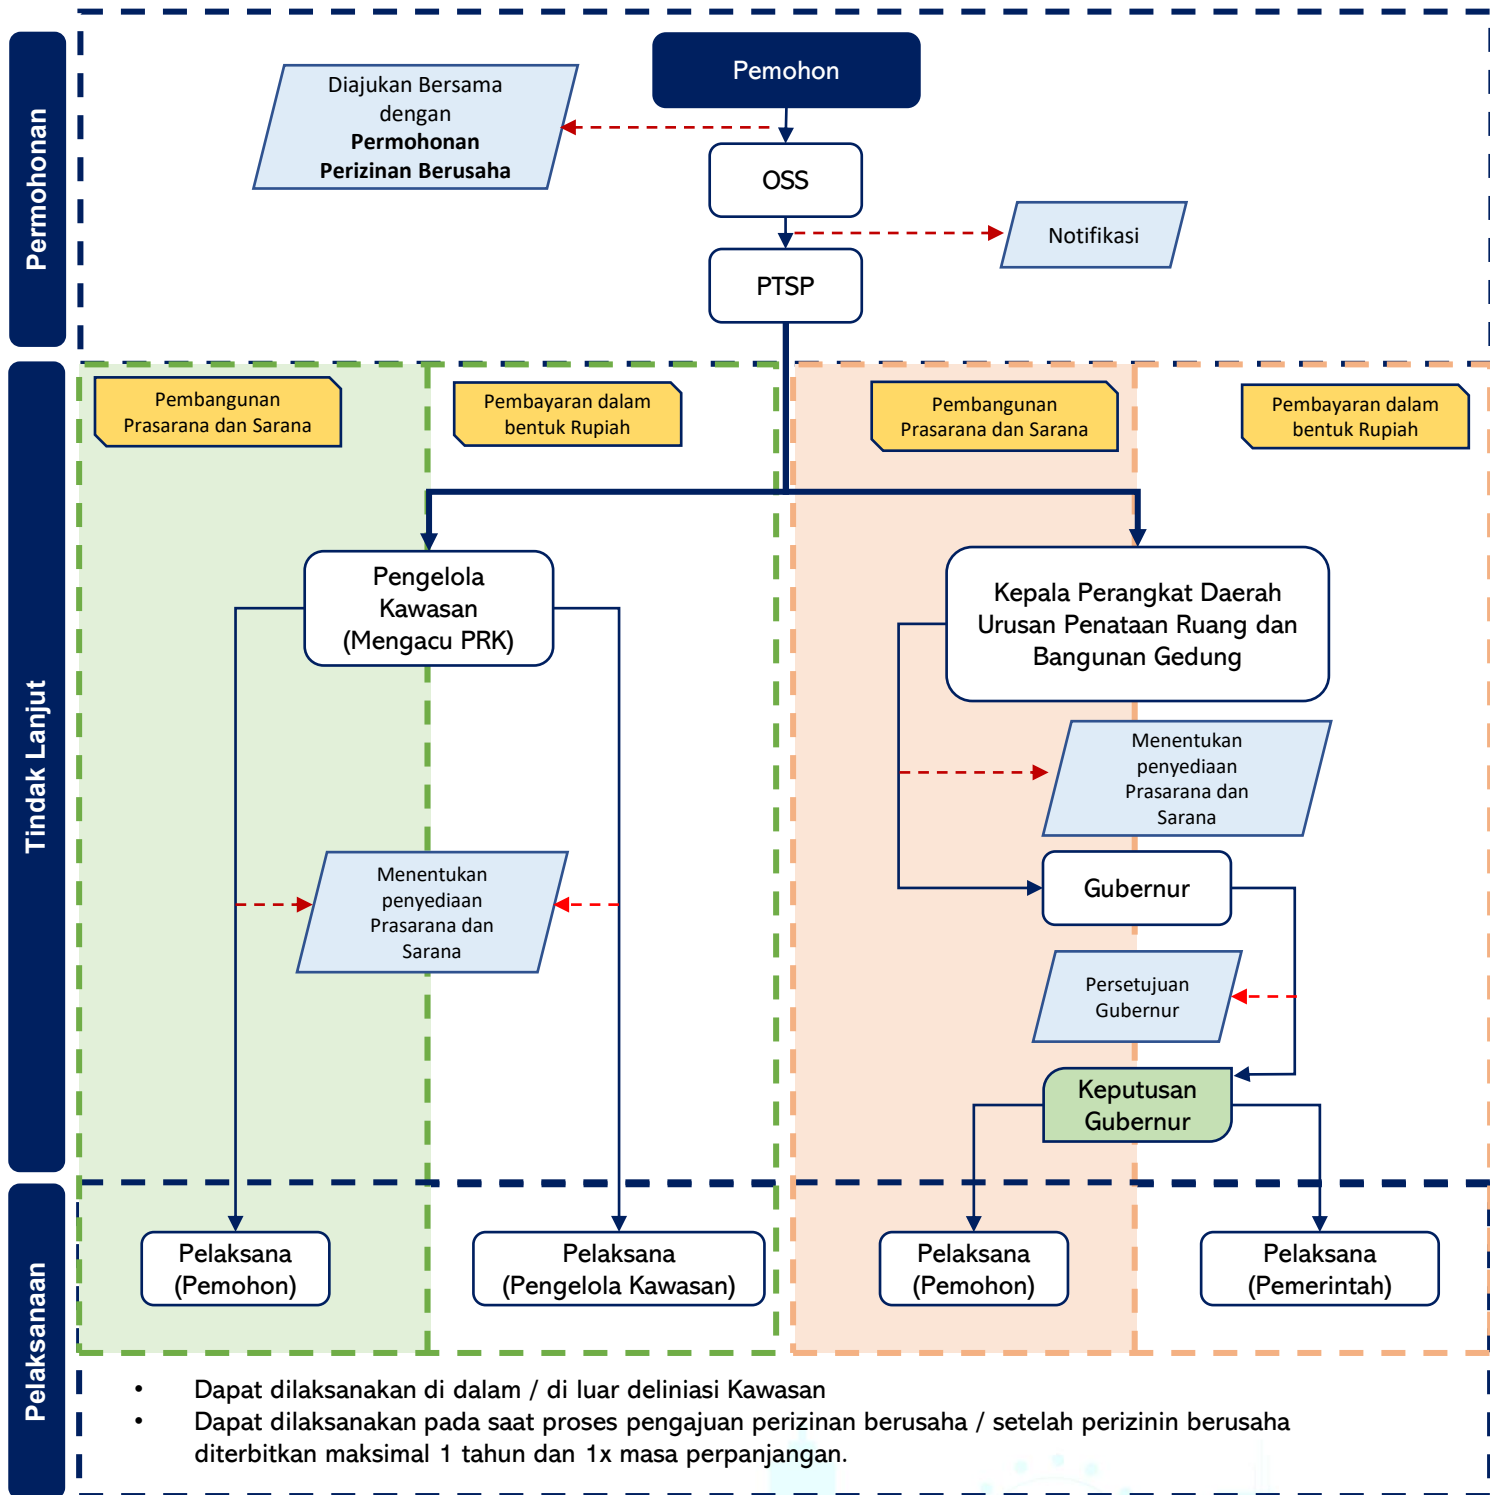 Permohonan
Pemohon
Diajukan Bersama
dengan
Permohonan
Perizinan Berusaha
OSS
Notifikasi
PTSP
Tindak Lanjut
Pembangunan
Prasarana dan Sarana
Pembayaran dalam
bentuk Rupiah
Pembangunan
Prasarana dan Sarana
Pembayaran dalam
bentuk Rupiah
Pengelola
Kawasan
(Mengacu PRK)
Kepala Perangkat Daerah
Urusan Penataan Ruang dan
Bangunan Gedung
Menentukan
penyediaan
Prasarana dan
Sarana
Menentukan
penyediaan
Prasarana dan
Sarana
Gubernur
Persetujuan
Gubernur
Keputusan
Gubernur
Pelaksanaan
Pelaksana
(Pemohon)
Pelaksana
(Pengelola Kawasan)
Pelaksana
(Pemohon)
Pelaksana
(Pemerintah)
• Dapat dilaksanakan di dalam / di luar deliniasi Kawasan
• Dapat dilaksanakan pada saat proses pengajuan perizinan berusaha / setelah perizinin berusaha
diterbitkan maksimal 1 tahun dan 1x masa perpanjangan.